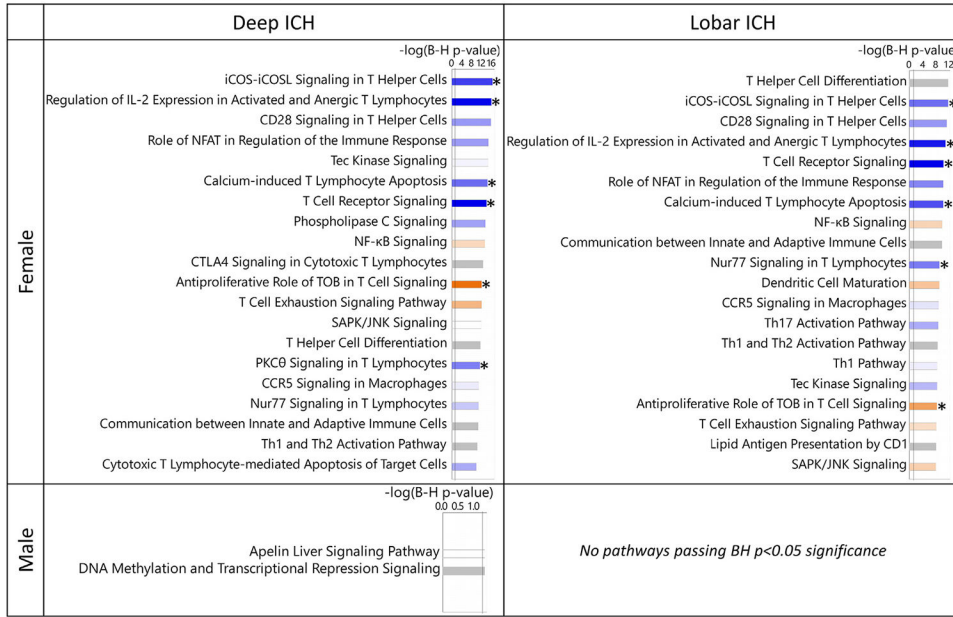 Deep ICH
Lobar ICH
Female
-log(B-H p-value)
0 4 8 12 16
iCOS-iCOSL Signaling in T Helper Cells *
Regulation of IL-2 Expression in Activated and Anergic T Lymphocytes *
CD28 Signaling in T Helper Cells
Role of NFAT in Regulation of the Immune Response
Tec Kinase Signaling
Calcium-induced T Lymphocyte Apoptosis *
T Cell Receptor Signaling *
Phospholipase C Signaling
NF-κB Signaling
CTLA4 Signaling in Cytotoxic T Lymphocytes
Antiproliferative Role of TOB in T Cell Signaling *
T Cell Exhaustion Signaling Pathway
SAPK/JNK Signaling
T Helper Cell Differentiation
PKCθ Signaling in T Lymphocytes *
CCR5 Signaling in Macrophages
Nur77 Signaling in T Lymphocytes
Communication between Innate and Adaptive Immune Cells
Th1 and Th2 Activation Pathway
Cytotoxic T Lymphocyte-mediated Apoptosis of Target Cells
-log(B-H p-value)
0 4 8 12
T Helper Cell Differentiation
iCOS-iCOSL Signaling in T Helper Cells *
CD28 Signaling in T Helper Cells
Regulation of IL-2 Expression in Activated and Anergic T Lymphocytes *
T Cell Receptor Signaling *
Role of NFAT in Regulation of the Immune Response
Calcium-induced T Lymphocyte Apoptosis *
NF-κB Signaling
Communication between Innate and Adaptive Immune Cells
Nur77 Signaling in T Lymphocytes *
Dendritic Cell Maturation
CCR5 Signaling in Macrophages
Th17 Activation Pathway
Th1 and Th2 Activation Pathway
Th1 Pathway
Tec Kinase Signaling
Antiproliferative Role of TOB in T Cell Signaling *
T Cell Exhaustion Signaling Pathway
Lipid Antigen Presentation by CD1
SAPK/JNK Signaling
Male
-log(B-H p-value)
0.0 0.5 1.0
Apelin Liver Signaling Pathway
DNA Methylation and Transcriptional Repression Signaling
No pathways passing BH p<0.05 significance